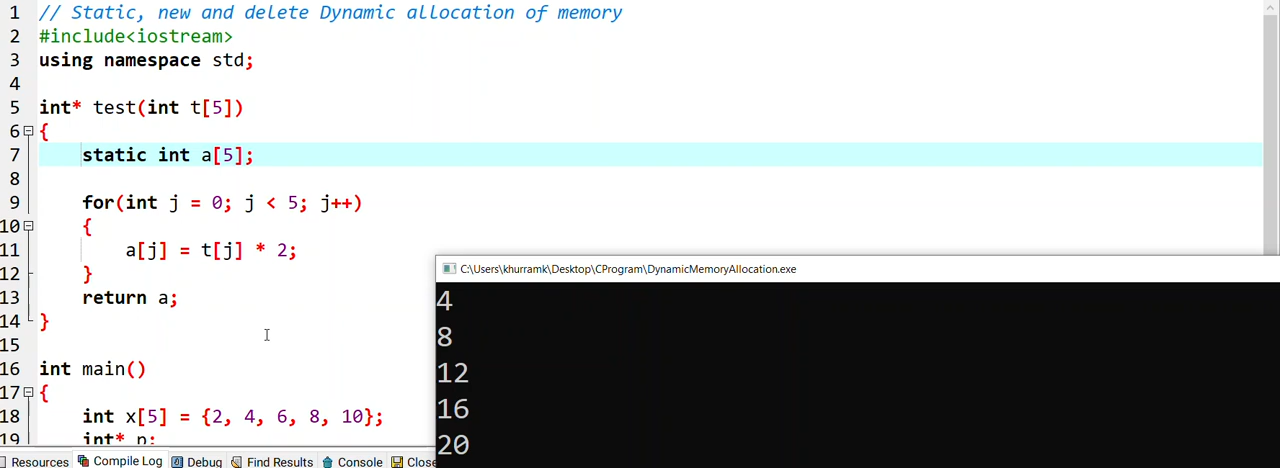 1 // Static, new and delete Dynamic allocation of memory
2 #include<iostream>
3 using namespace std;
4
5 int* test(int t[5])
6 {
7 static int a[5];
8
9 for(int j = 0; j < 5; j++)
10 {
11 a[j] = t[j] * 2;
12 }
13 return a;
14 }
15
16 int main()
17 {
18 int x[5] = {2, 4, 6, 8, 10};
19 int* p;
C:\Users\khurramk\Desktop\CProgram\DynamicMemoryAllocation.exe
4
8
12
16
20
Resources Compile Log Debug Find Results Console Close